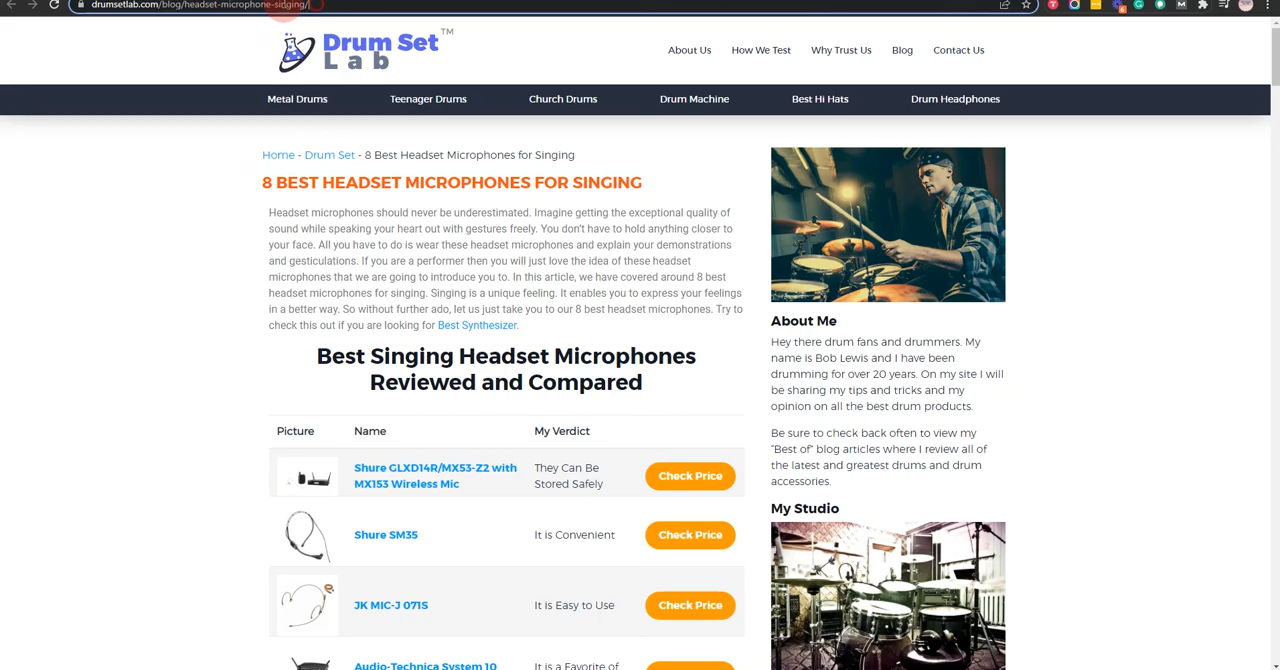 drumsetlab.com/blog/headset-microphone-singing/
Drum Set
Lab
TM
About Us
How We Test
Why Trust Us
Blog
Contact Us
Metal Drums
Teenager Drums
Church Drums
Drum Machine
Best Hi Hats
Drum Headphones
Home - Drum Set - 8 Best Headset Microphones for Singing
8 BEST HEADSET MICROPHONES FOR SINGING
Headset microphones should never be underestimated. Imagine getting the exceptional quality of
sound while speaking your heart out with gestures freely. You don't have to hold anything closer to
your face. All you have to do is wear these headset microphones and explain your demonstrations
and gesticulations. If you are a performer then you will just love the idea of these headset
microphones that we are going to introduce you to. In this article, we have covered around 8 best
headset microphones for singing. Singing is a unique feeling. It enables you to express your feelings
in a better way. So without further ado, let us just take you to our 8 best headset microphones. Try to
check this out if you are looking for Best Synthesizer.
Best Singing Headset Microphones
Reviewed and Compared
Picture
Name
My Verdict
Shure GLXD14R/MX53-Z2 with
MX153 Wireless Mic
They Can Be
Stored Safely
Check Price
Shure SM35
It is Convenient
Check Price
JK MIC-J 071S
It is Easy to Use
Check Price
Audio-Technica System 10
It is a Favorite of
About Me
Hey there drum fans and drummers. My
name is Bob Lewis and I have been
drumming for over 20 years. On my site I will
be sharing my tips and tricks and my
opinion on all the best drum products.
Be sure to check back often to view my
"Best of" blog articles where I review all of
the latest and greatest drums and drum
accessories.
My Studio